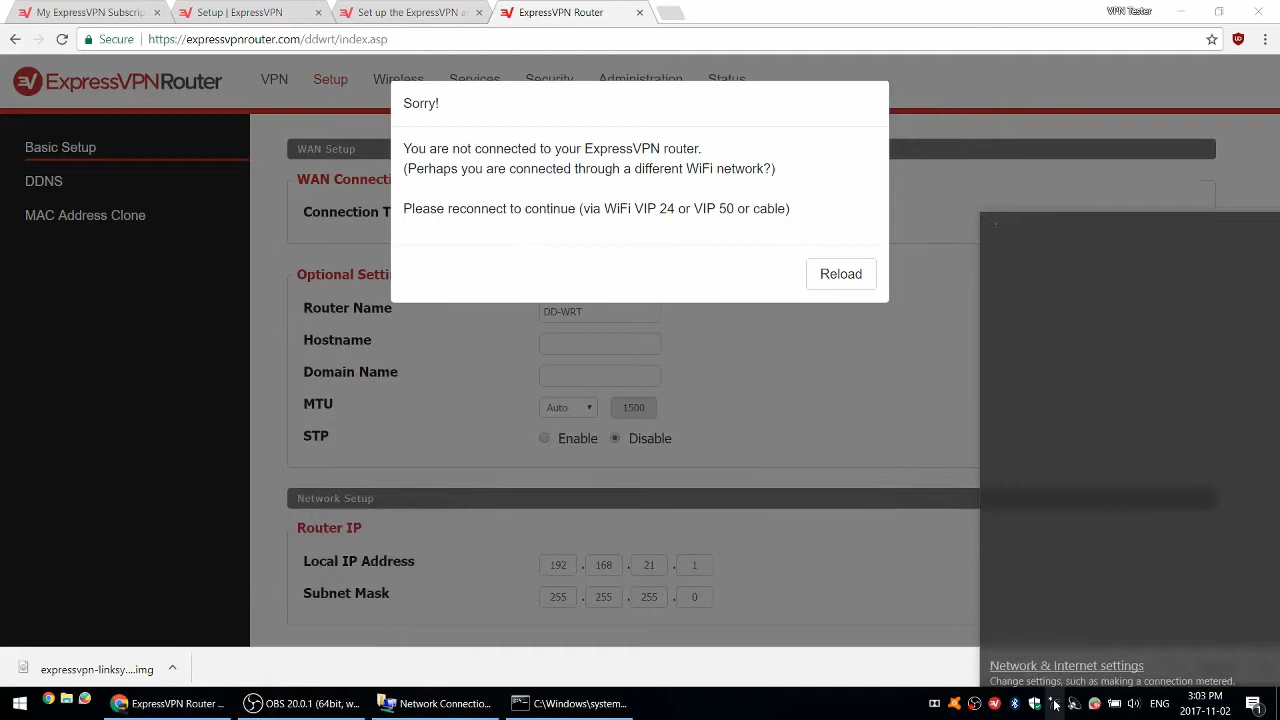 My ExpressVPN Subscrip
Setup | ExpressVPN
Set up the ExpressVPN a
ExpressVPN Router
VPN Tester
Secure
https://expressvpnrouter.com/ddwrt/index.asp
ExpressVPNRouter
VPN
Setup
Wireless
Services
Security
Administration
Status
Sorry!
You are not connected to your ExpressVPN router.
(Perhaps you are connected through a different WiFi network?)
Please reconnect to continue (via WiFi VIP 24 or VIP 50 or cable)
Reload
Basic Setup
DDNS
MAC Address Clone
WAN Setup
WAN Connecti
Connection T
Optional Setti
Router Name
DD-WRT
Hostname
Domain Name
MTU
Auto
1500
STP
Enable
Disable
Network Setup
Router IP
Local IP Address
192 . 168 . 21 . 1
Subnet Mask
255 . 255 . 255 . 0
expressvpn-linksy....img
Network & Internet settings
Change settings, such as making a connection metered.
ExpressVPN Router ...
OBS 20.0.1 (64bit, w...
Network Connectio...
C:\Windows\system...
3:03 PM
2017-11-02